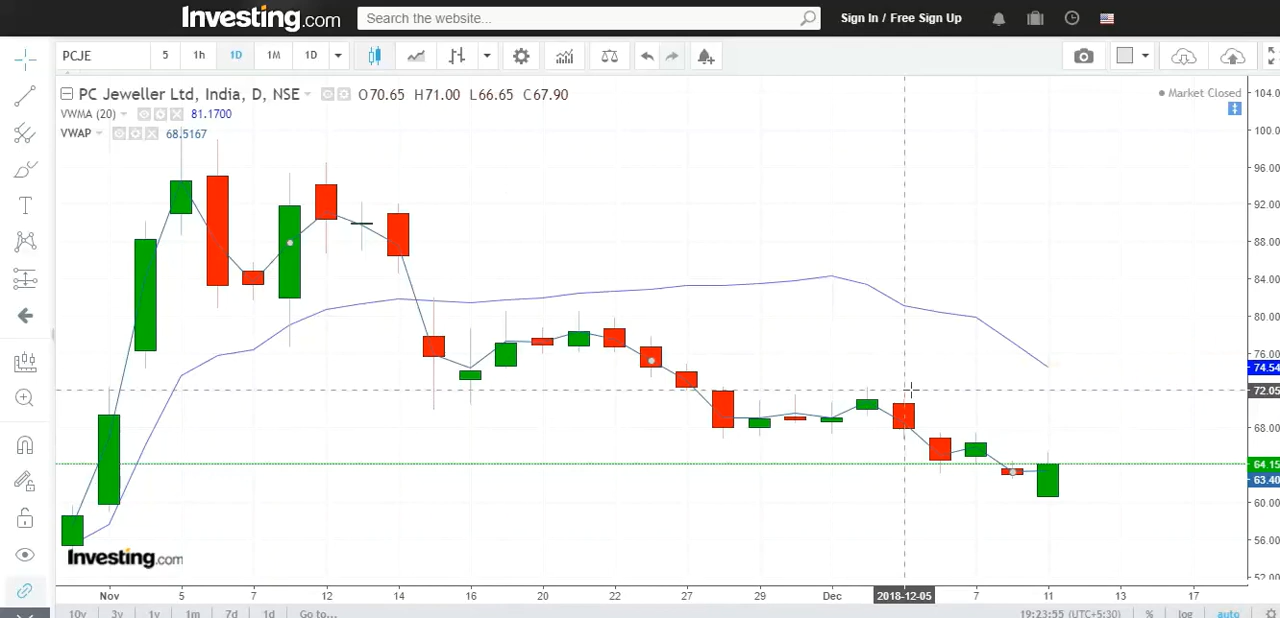 Investing.com
Search the website...
Sign In / Free Sign Up
PCJE 5 1h 1D 1M 1D
PC Jeweller Ltd, India, D, NSE O70.65 H71.00 L66.65 C67.90
Market Closed
VWMA (20) 81.1700
VWAP 68.5167
104.0
100.0
96.00
92.00
88.00
84.00
80.00
76.00
74.54
72.05
68.00
64.15
63.40
60.00
56.00
52.00
Investing.com
Nov 5 7 12 14 16 20 22 27 29 Dec 2018-12-05 7 11 13 17
10y 3y 1y 1m 7d 1d Go to... 19:23:55 (UTC+5:30) % log auto